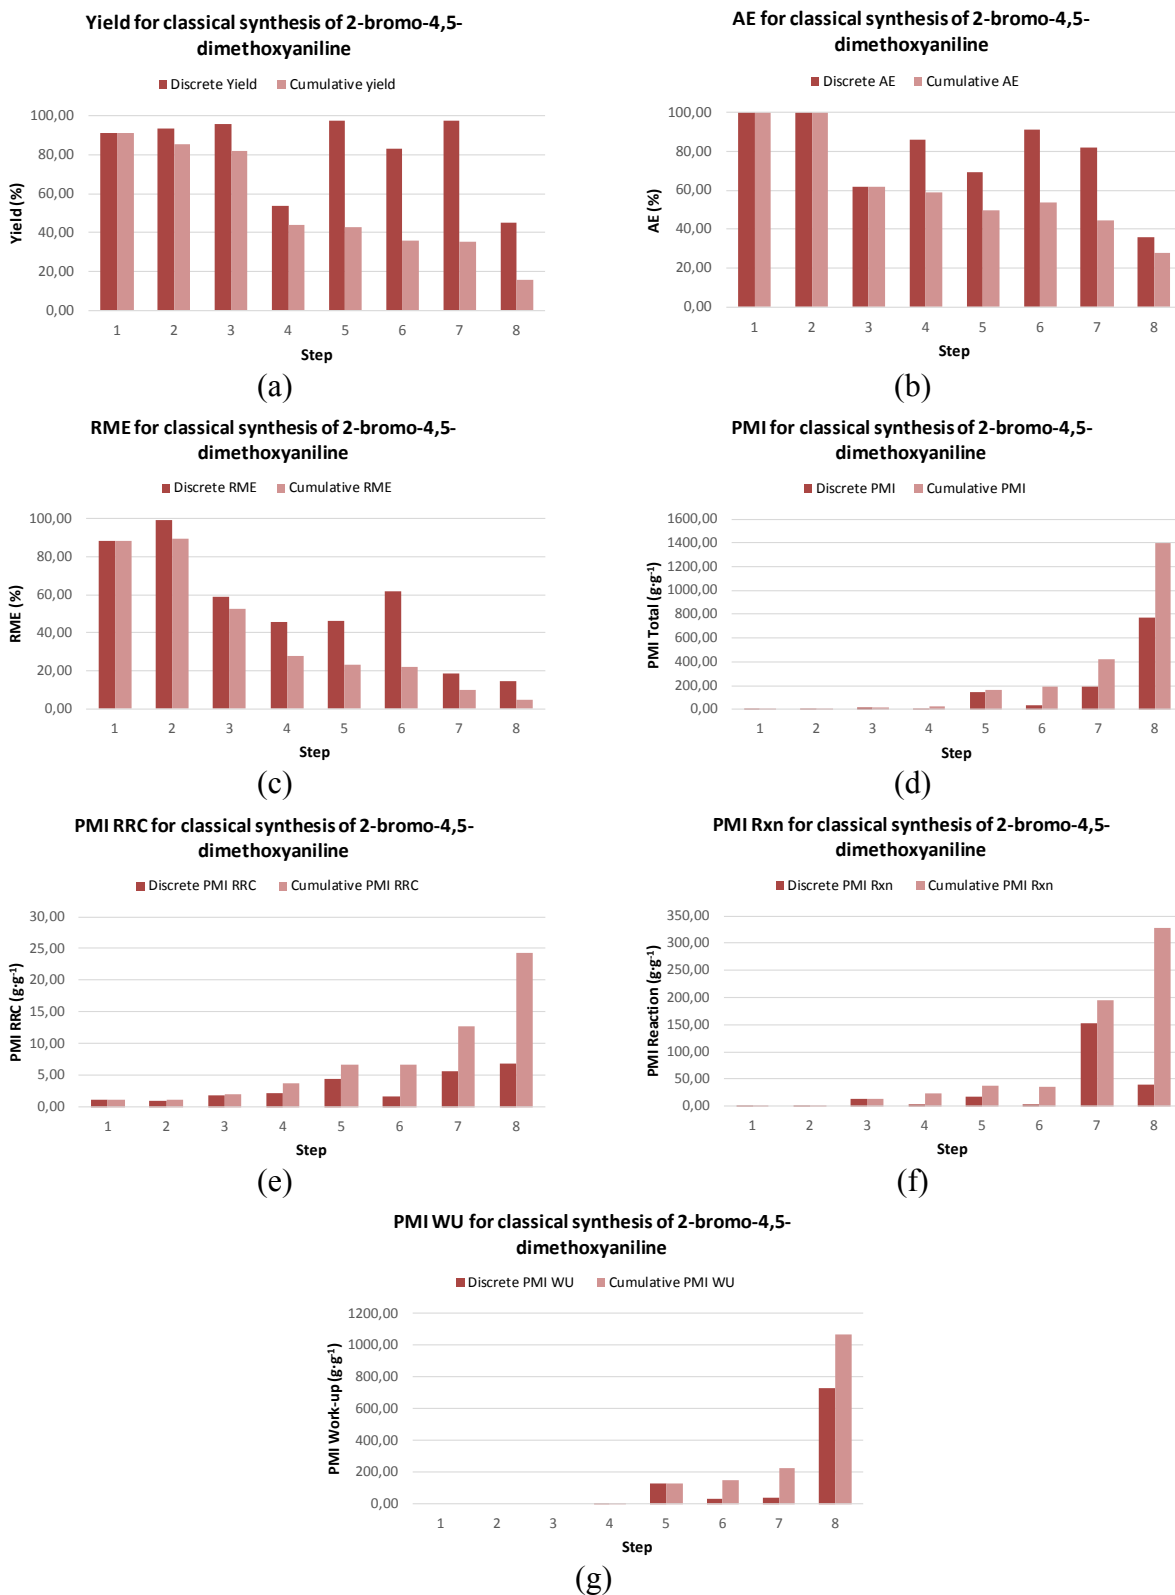 Yield for classical synthesis of 2-bromo-4,5-
dimethoxyaniline
Discrete Yield Cumulative yield
100,00
80,00
60,00
40,00
20,00
0,00
Yield (%)
1 2 3 4 5 6 7 8
Step
(a)
AE for classical synthesis of 2-bromo-4,5-
dimethoxyaniline
Discrete AE Cumulative AE
100,00
80,00
60,00
40,00
20,00
0,00
AE (%)
1 2 3 4 5 6 7 8
Step
(b)
RME for classical synthesis of 2-bromo-4,5-
dimethoxyaniline
Discrete RME Cumulative RME
100,00
80,00
60,00
40,00
20,00
0,00
RME (%)
1 2 3 4 5 6 7 8
Step
(c)
PMI for classical synthesis of 2-bromo-4,5-
dimethoxyaniline
Discrete PMI Cumulative PMI
1600,00
1400,00
1200,00
1000,00
800,00
600,00
400,00
200,00
0,00
PMI Total (g·g⁻¹)
1 2 3 4 5 6 7 8
Step
(d)
PMI RRC for classical synthesis of 2-bromo-4,5-
dimethoxyaniline
Discrete PMI RRC Cumulative PMI RRC
30,00
25,00
20,00
15,00
10,00
5,00
0,00
PMI RRC (g·g⁻¹)
1 2 3 4 5 6 7 8
Step
(e)
PMI Rxn for classical synthesis of 2-bromo-4,5-
dimethoxyaniline
Discrete PMI Rxn Cumulative PMI Rxn
350,00
300,00
250,00
200,00
150,00
100,00
50,00
0,00
PMI Reaction (g·g⁻¹)
1 2 3 4 5 6 7 8
Step
(f)
PMI WU for classical synthesis of 2-bromo-4,5-
dimethoxyaniline
Discrete PMI WU Cumulative PMI WU
1200,00
1000,00
800,00
600,00
400,00
200,00
0,00
PMI Work-up (g·g⁻¹)
1 2 3 4 5 6 7 8
Step
(g)